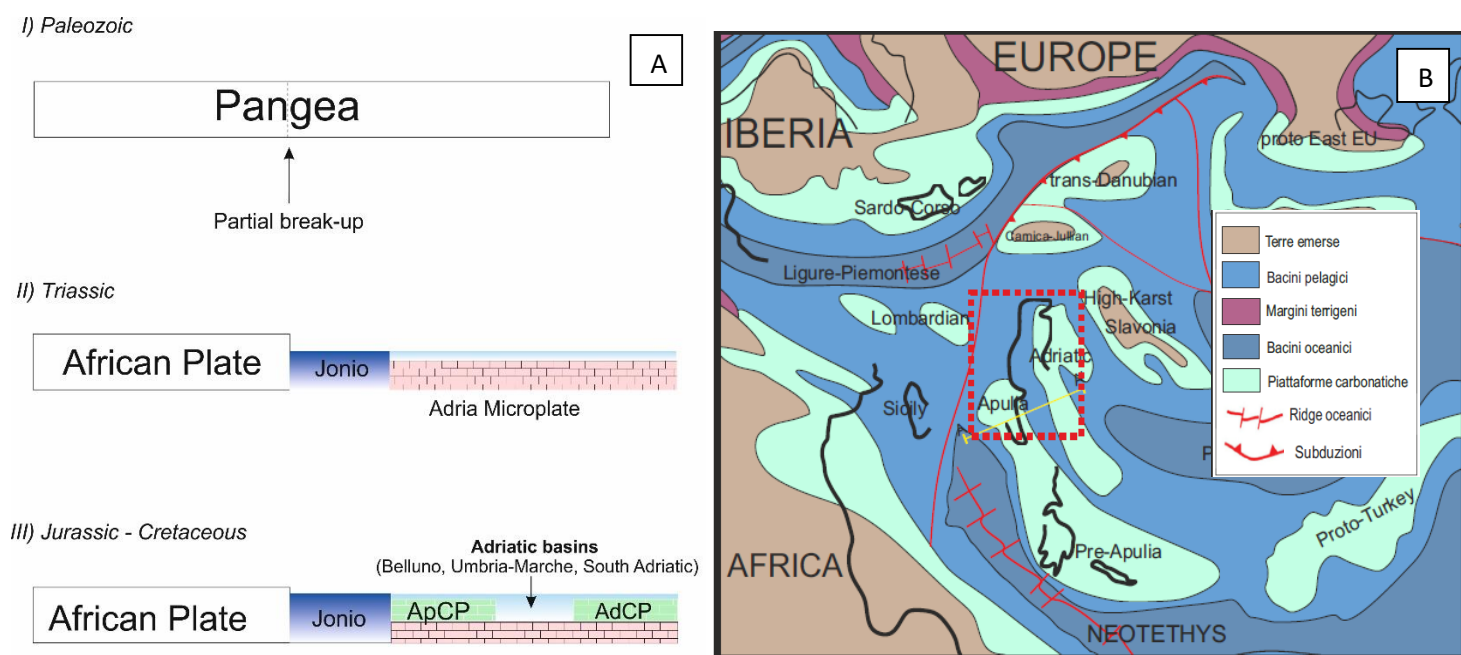 I) Paleozoic
A
Pangea
Partial break-up
II) Triassic
African Plate
Jonio
Adria Microplate
III) Jurassic - Cretaceous
Adriatic basins
(Belluno, Umbria-Marche, South Adriatic)
African Plate
Jonio
ApCP
AdCP
EUROPE
B
IBERIA
proto East EU
trans-Danubian
Sardo-Corso
Carnica-Jullian
Ligure-Piemontese
High-Karst
Slavonia
Lombardian
Adriatic
Sicily
Apulia
Terre emerse
Bacini pelagici
Margini terrigeni
Bacini oceanici
Piattaforme carbonatiche
Ridge oceanici
Subduzioni
Proto-Turkey
Pre-Apulia
AFRICA
NEOTETHYS